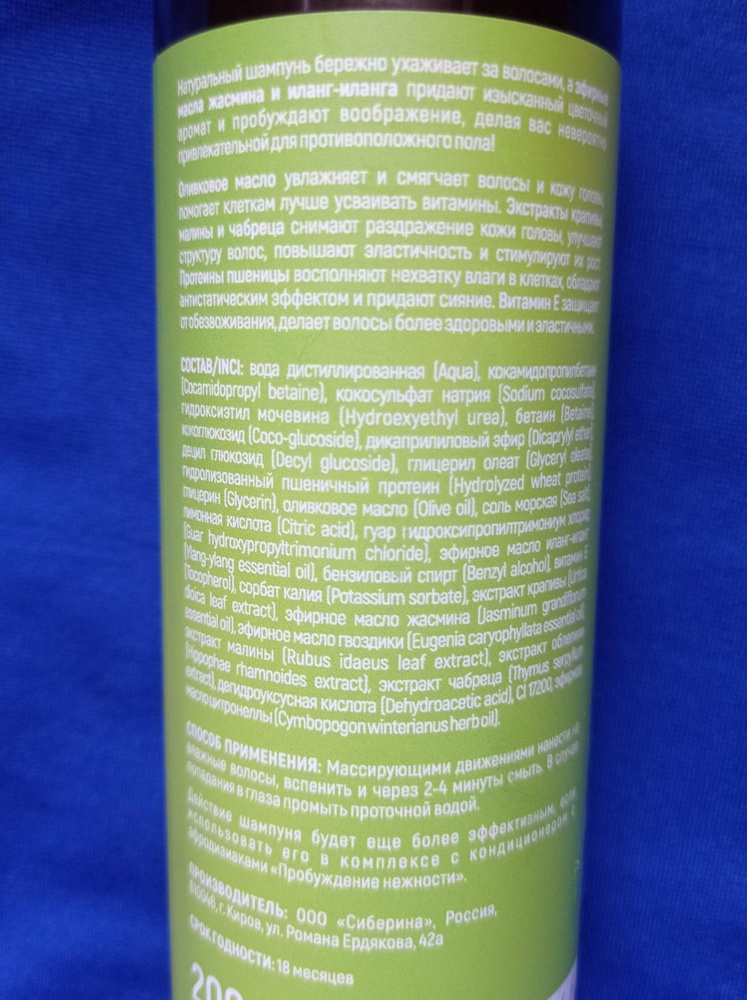 Натуральный шампунь бережно ухаживает за волосами, а эфирные
масла жасмина и иланг-иланга придают изысканный цветочный
аромат и пробуждают воображение, делая вас невероятно
привлекательной для противоположного пола!
Оливковое масло увлажняет и смягчает волосы и кожу головы,
помогает клеткам лучше усваивать витамины. Экстракты крапивы,
малины и чабреца снимают раздражение кожи головы, улучшают
структуру волос, повышают эластичность и стимулируют их рост.
Протеины пшеницы восполняют нехватку влаги в клетках, обладают
антистатическим эффектом и придают сияние. Витамин Е защищает
от обезвоживания, делает волосы более здоровыми и эластичными.
СОСТАВ/INCI: вода дистиллированная (Aqua), кокамидопропилбетаин
(Cocamidopropyl betaine), кокосульфат натрия (Sodium cocosulfate),
гидроксиэтил мочевина (Hydroexyethyl urea), бетаин (Betaine),
кокоглюкозид (Coco-glucoside), дикаприлиловый эфир (Dicaprylyl ether),
децил глюкозид (Decyl glucoside), глицерил олеат (Glyceryl oleate),
гидролизованный пшеничный протеин (Hydrolyzed wheat protein),
глицерин (Glycerin), оливковое масло (Olive oil), соль морская (Sea salt),
лимонная кислота (Citric acid), гуар гидроксипропилтримониум хлорид
(Guar hydroxypropyltrimonium chloride), эфирное масло иланг-иланг
(Ylang-ylang essential oil), бензиловый спирт (Benzyl alcohol), витамин Е
(Tocopherol), сорбат калия (Potassium sorbate), экстракт крапивы (Urtica
dioica leaf extract), эфирное масло жасмина (Jasminum grandiflorum
essential oil), эфирное масло гвоздики (Eugenia caryophyllata essential oil),
экстракт малины (Rubus idaeus leaf extract), экстракт облепихи
(Hippophae rhamnoides extract), экстракт чабреца (Thymus serpyllum
extract), дегидроуксусная кислота (Dehydroacetic acid), CI 17200, эфирное
масло цитронеллы (Cymbopogon winterianus herb oil).
СПОСОБ ПРИМЕНЕНИЯ: Массирующими движениями нанести на
влажные волосы, вспенить и через 2-4 минуты смыть. В случае
попадания в глаза промыть проточной водой.
Действие шампуня будет еще более эффективным, если
использовать его в комплексе с кондиционером с
афродизиаками «Пробуждение нежности».
ПРОИЗВОДИТЕЛЬ: ООО «Сиберина», Россия,
610046, г. Киров, ул. Романа Ердякова, 42а
СРОК ГОДНОСТИ: 18 месяцев
200